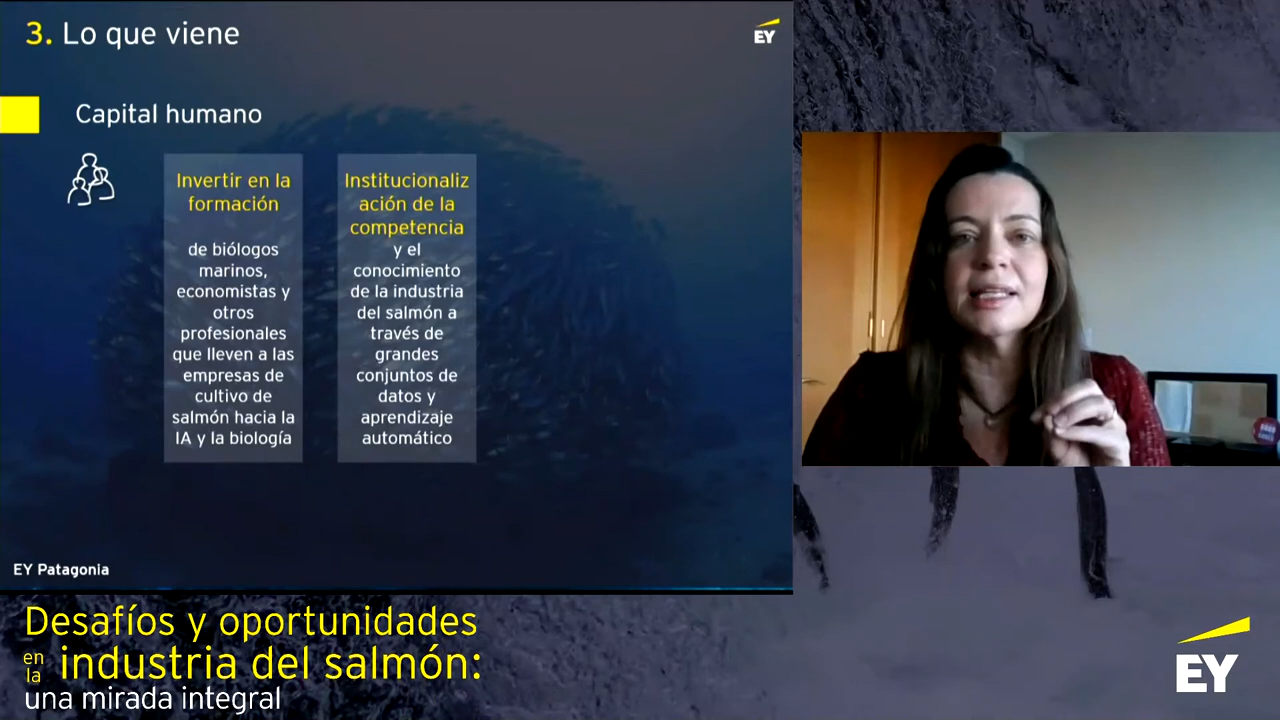 3. Lo que viene
EY
Capital humano
Invertir en la
formación
de biólogos
marinos,
economistas y
otros
profesionales
que lleven a las
empresas de
cultivo de
salmón hacia la
IA y la biología
Institucionaliz
ación de la
competencia
y el
conocimiento
de la industria
del salmón a
través de
grandes
conjuntos de
datos y
aprendizaje
automático
EY Patagonia
Desafíos y oportunidades
en la industria del salmón:
una mirada integral
EY